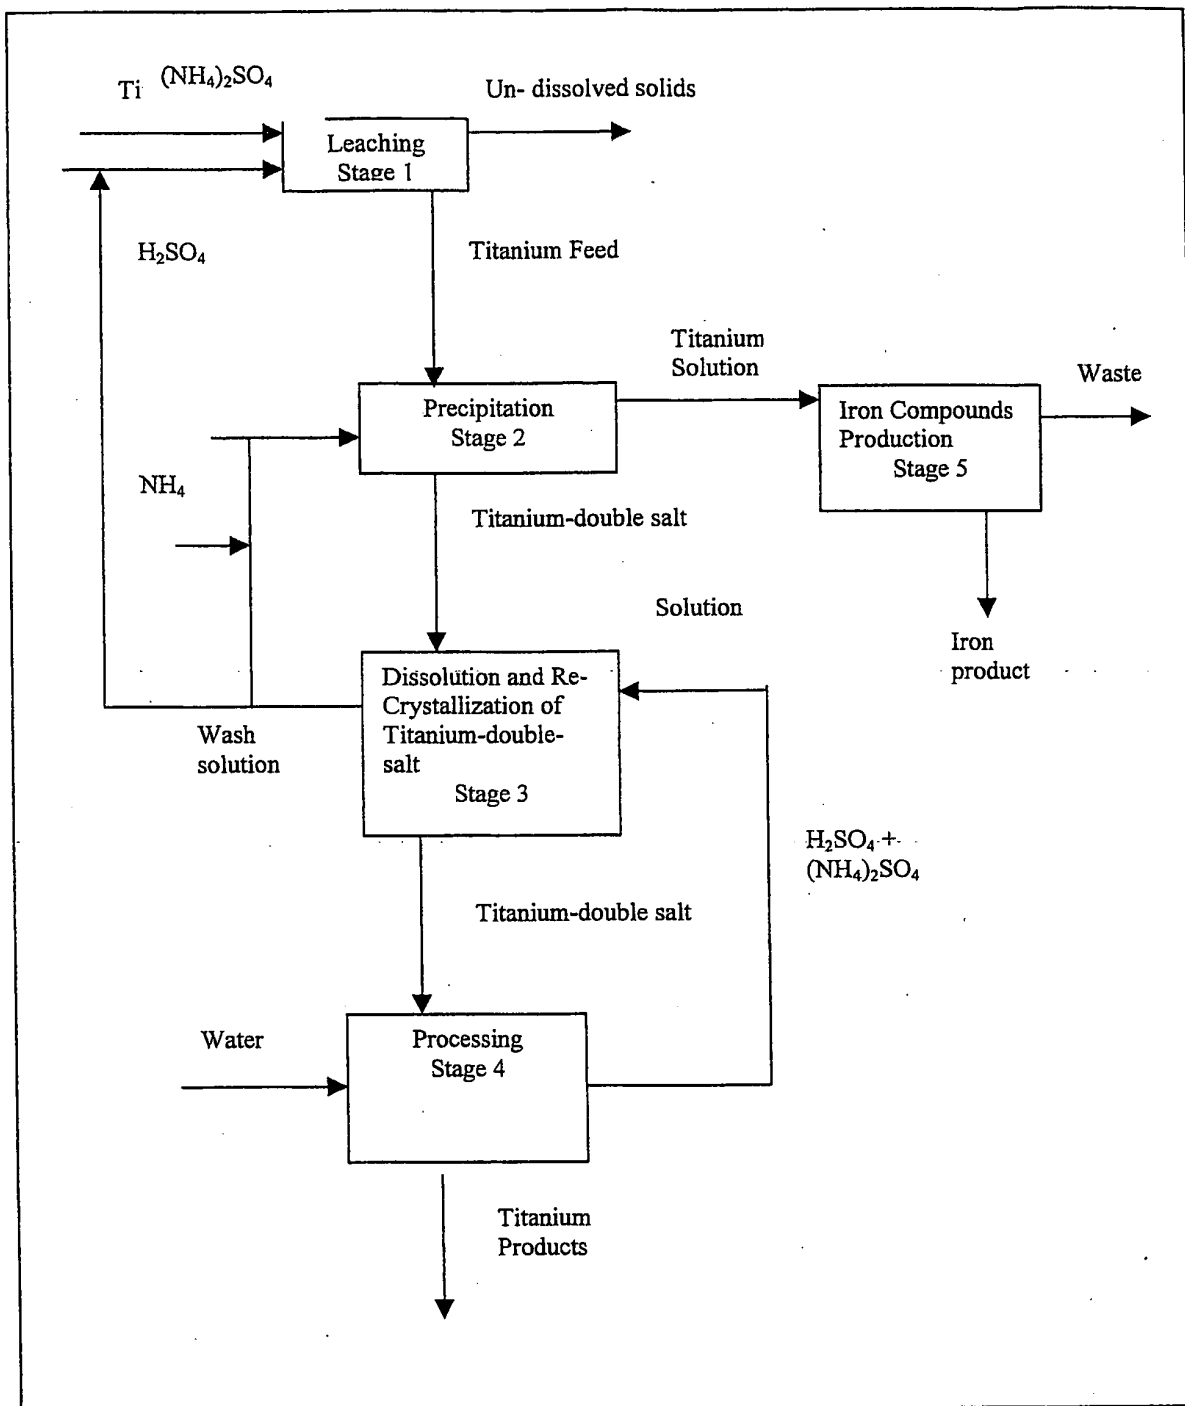 Ti (NH₄)₂SO₄
Un- dissolved solids
Leaching
Stage 1
H₂SO₄
Titanium Feed
Titanium
Solution
Waste
Precipitation
Stage 2
Iron Compounds
Production
Stage 5
NH₄
Titanium-double salt
Solution
Iron
product
Dissolution and Re-
Crystallization of
Titanium-double-
salt
Stage 3
Wash
solution
H₂SO₄ +
(NH₄)₂SO₄
Titanium-double salt
Water
Processing
Stage 4
Titanium
Products